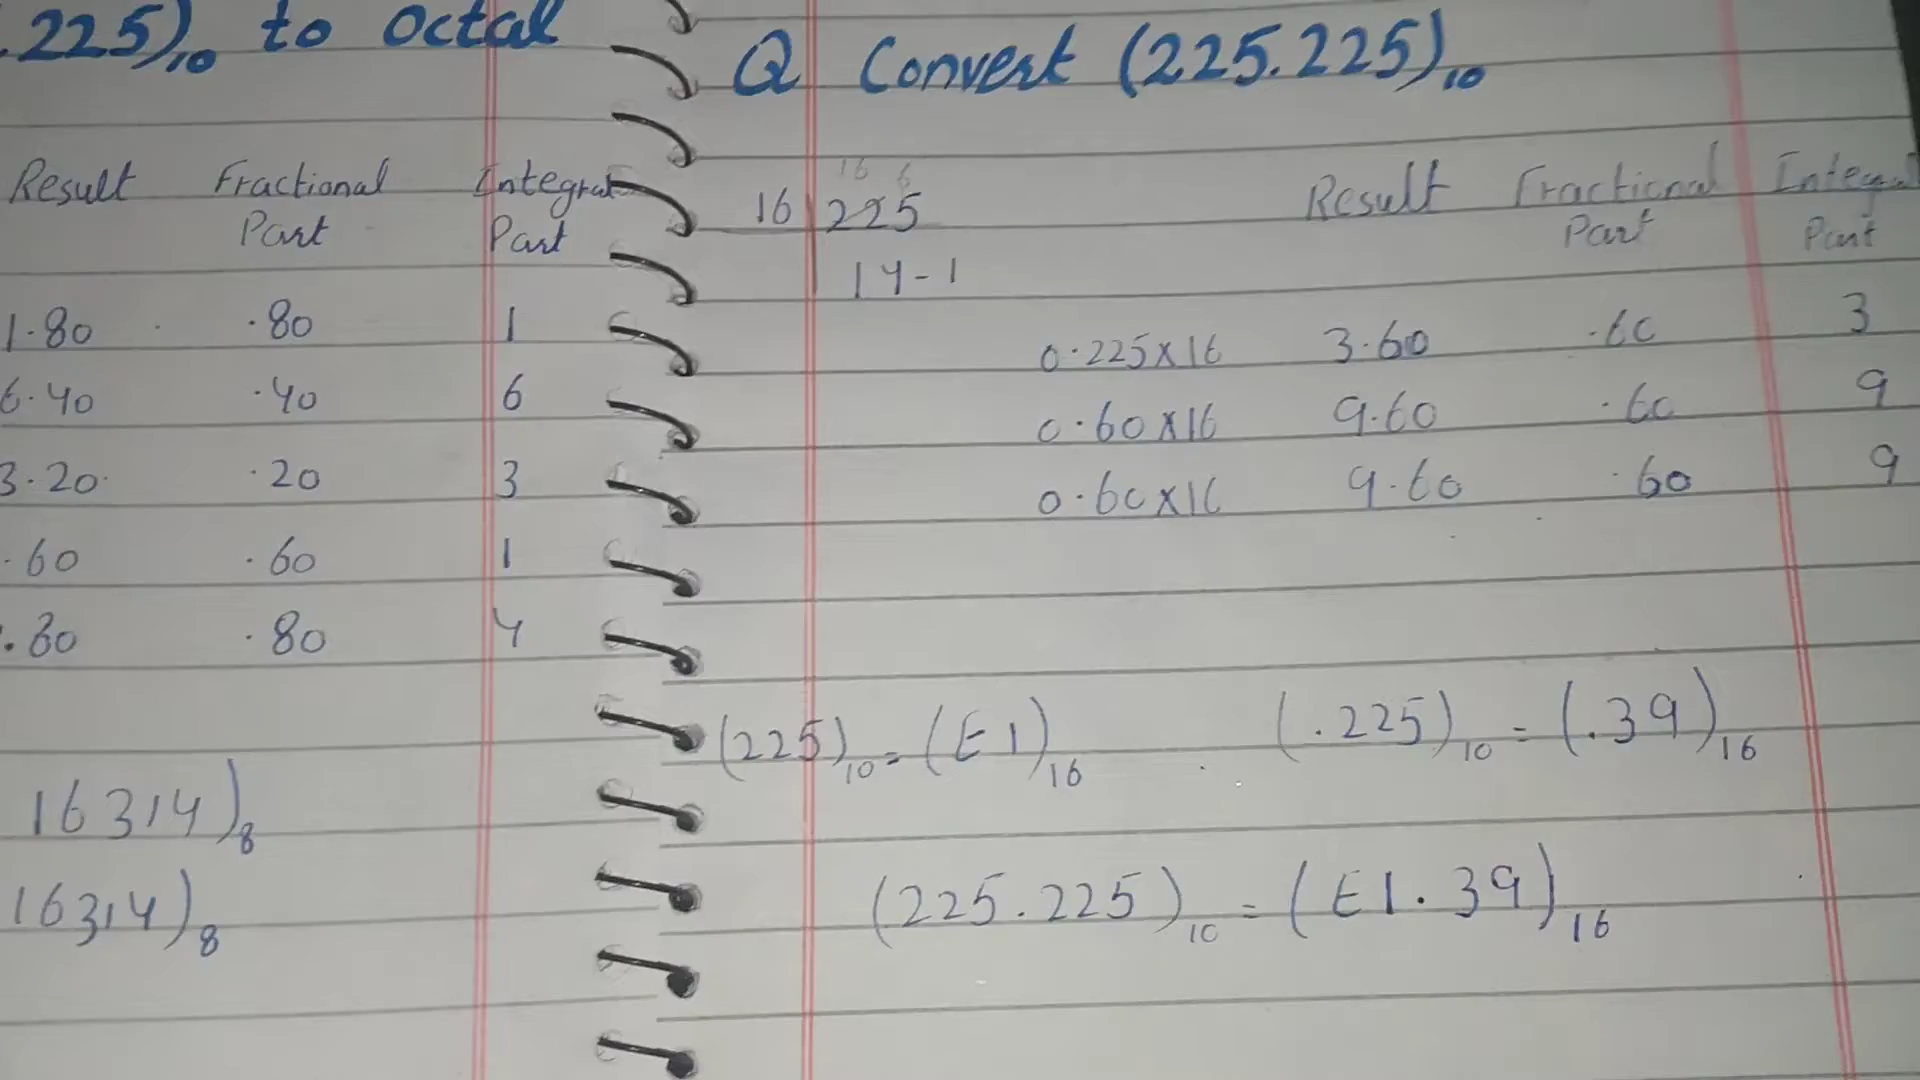 .225)10 to Octal
Result Fractional Part Integral Part
1.80 .80 1
6.40 .40 6
3.20 .20 3
.60 .60 1
.80 .80 4
16314)8
16314)8
Q Convert (225.225)10
16 6
16 225
14-1
Result Fractional Part Integral Part
0.225x16 3.60 .60 3
0.60x16 9.60 .60 9
0.60x16 9.60 .60 9
(225)10 = (E1)16 (.225)10 = (.39)16
(225.225)10 = (E1.39)16